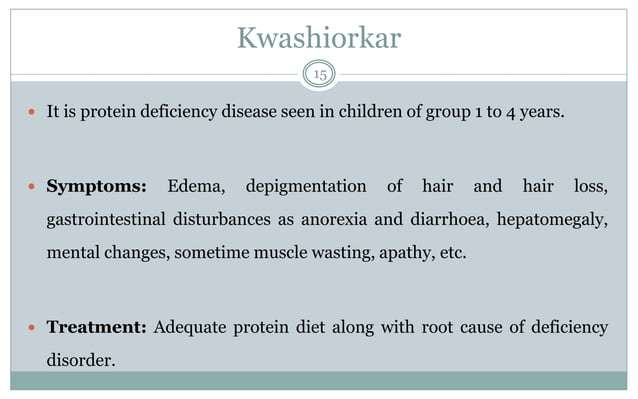 Kwashiorkar
15
• It is protein deficiency disease seen in children of group 1 to 4 years.
• Symptoms: Edema, depigmentation of hair and hair loss,
gastrointestinal disturbances as anorexia and diarrhoea, hepatomegaly,
mental changes, sometime muscle wasting, apathy, etc.
• Treatment: Adequate protein diet along with root cause of deficiency
disorder.